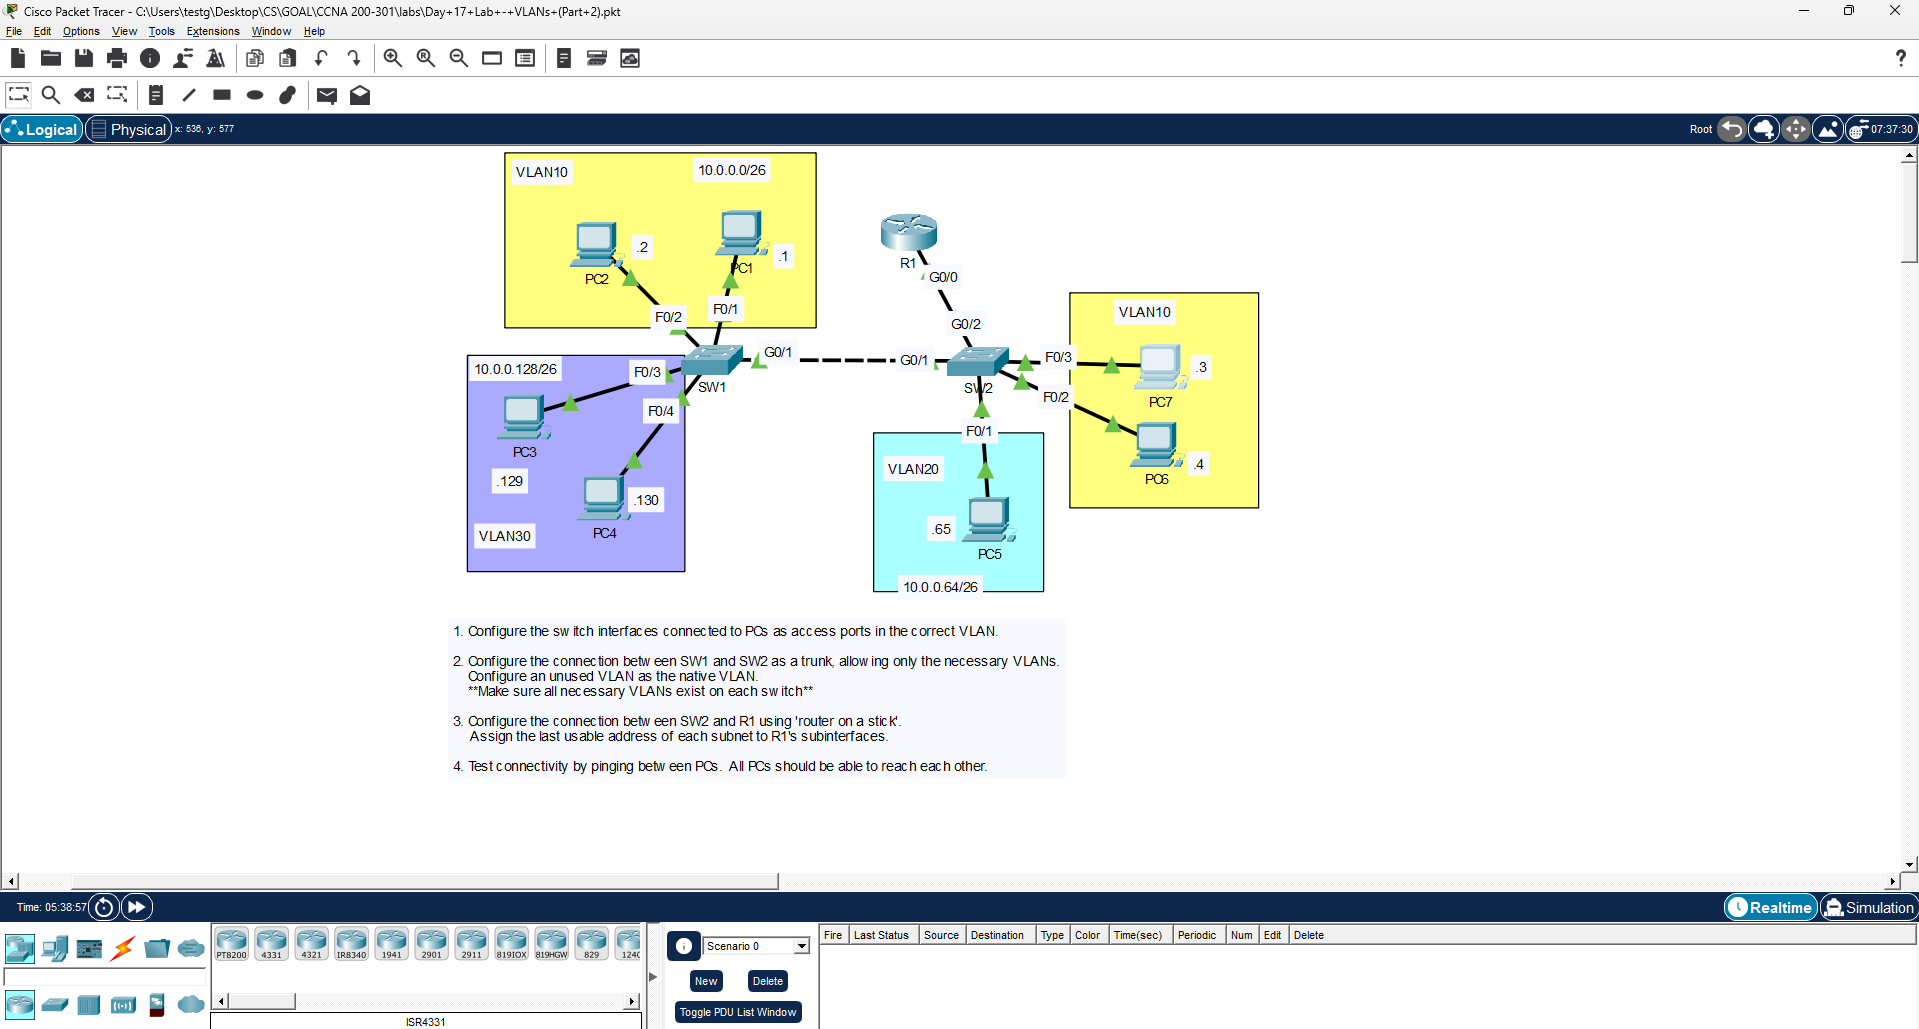 Cisco Packet Tracer - C:\Users\testg\Desktop\CS\GOAL\CCNA 200-301\labs\Day+17+Lab+-+VLANs+(Part+2).pkt
File Edit Options View Tools Extensions Window Help
Logical Physical x: 536, y: 577 Root 07:37:30
VLAN10 10.0.0.0/26
.2
.1
PC2 PC1
F0/2 F0/1
R1
G0/0
G0/2
VLAN10
10.0.0.128/26
F0/3
F0/4
G0/1
SW1
G0/1
SW2
F0/3
F0/2
.3
PC7
PC3
.129
.130
PC4
VLAN30
F0/1
VLAN20
.65
PC5
10.0.0.64/26
.4
PC6
1. Configure the switch interfaces connected to PCs as access ports in the correct VLAN.
2. Configure the connection between SW1 and SW2 as a trunk, allowing only the necessary VLANs.
Configure an unused VLAN as the native VLAN.
**Make sure all necessary VLANs exist on each switch**
3. Configure the connection between SW2 and R1 using 'router on a stick'.
Assign the last usable address of each subnet to R1's subinterfaces.
4. Test connectivity by pinging between PCs.  All PCs should be able to reach each other.
Time: 05:38:57 Realtime Simulation
PT8200 4331 4321 IR8340 1941 2901 2911 819IOX 819HGW 829 1240
ISR4331
Scenario 0
New Delete
Toggle PDU List Window
Fire Last Status Source Destination Type Color Time(sec) Periodic Num Edit Delete